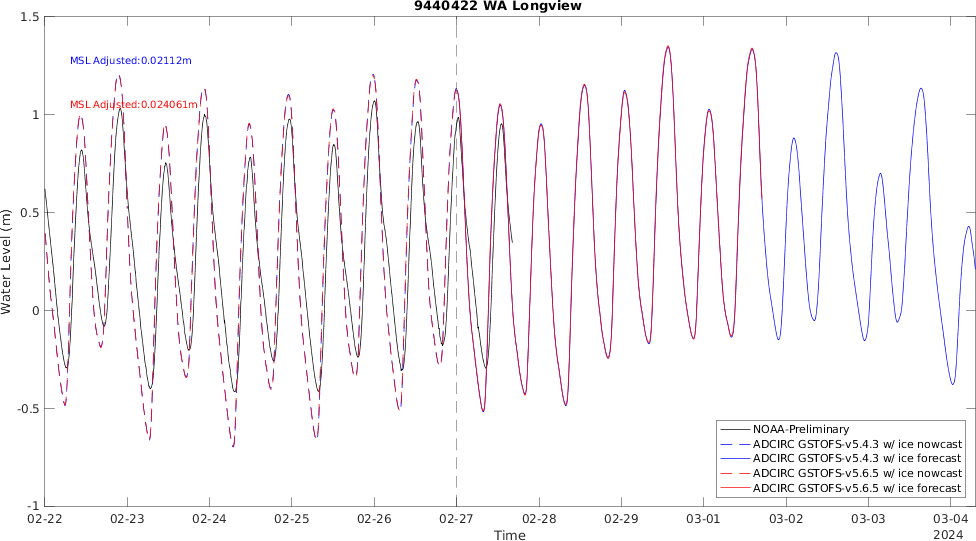 9440422 WA Longview
1.5
MSL Adjusted:0.02112m
MSL Adjusted:0.024061m
1
0.5
0
-0.5
-1
Water Level (m)
NOAA-Preliminary
ADCIRC GSTOFS-v5.4.3 w/ ice nowcast
ADCIRC GSTOFS-v5.4.3 w/ ice forecast
ADCIRC GSTOFS-v5.6.5 w/ ice nowcast
ADCIRC GSTOFS-v5.6.5 w/ ice forecast
02-22 02-23 02-24 02-25 02-26 02-27 02-28 02-29 03-01 03-02 03-03 03-04
Time
2024